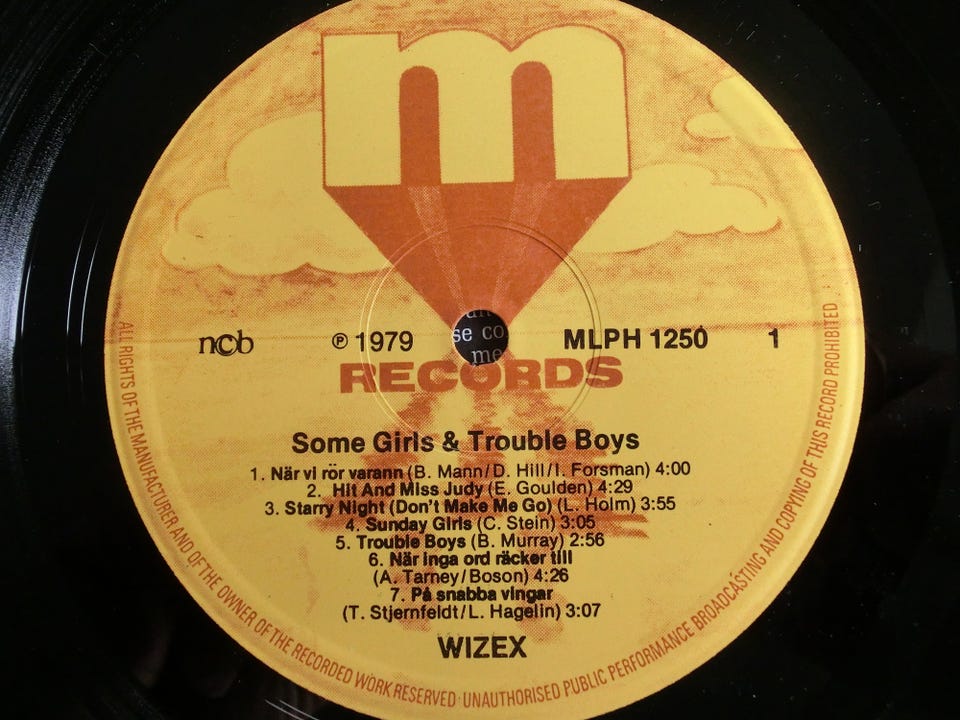 m
RECORDS
ncb
℗ 1979
MLPH 1250
1
se co
me
Some Girls & Trouble Boys
1. När vi rör varann (B. Mann/D. Hill/I. Forsman) 4:00
2. Hit And Miss Judy (E. Goulden) 4:29
3. Starry Night (Don't Make Me Go) (L. Holm) 3:55
4. Sunday Girls (C. Stein) 3:05
5. Trouble Boys (B. Murray) 2:56
6. När inga ord räcker till
(A. Tarney/Boson) 4:26
7. På snabba vingar
(T. Stjernfeldt/L. Hagelin) 3:07
WIZEX
ALL RIGHTS OF THE MANUFACTURER AND OF THE OWNER OF THE RECORDED WORK RESERVED · UNAUTHORISED PUBLIC PERFORMANCE BROADCASTING AND COPYING OF THIS RECORD PROHIBITED